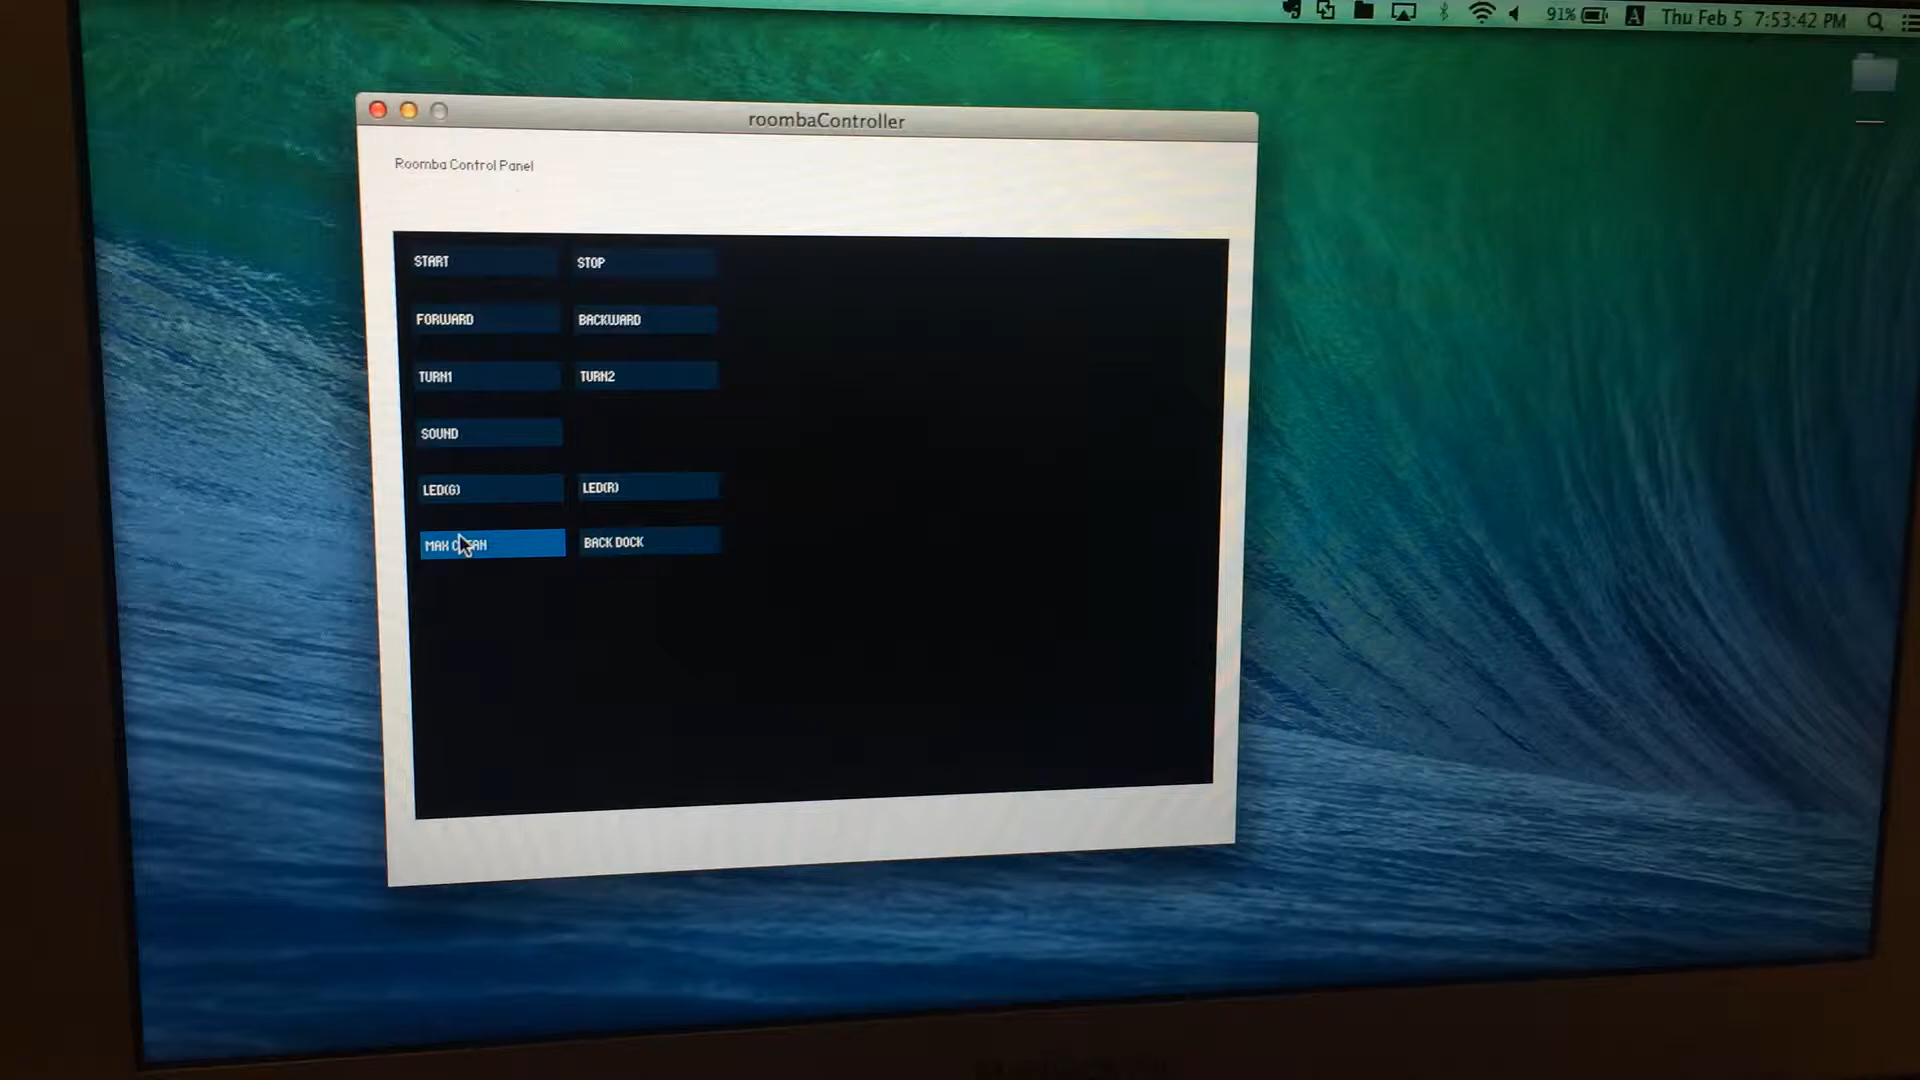 91% A Thu Feb 5 7:53:42 PM
roombaController
Roomba Control Panel
START STOP
FORWARD BACKWARD
TURN1 TURN2
SOUND
LED(G) LED(R)
MAX BACK DOCK